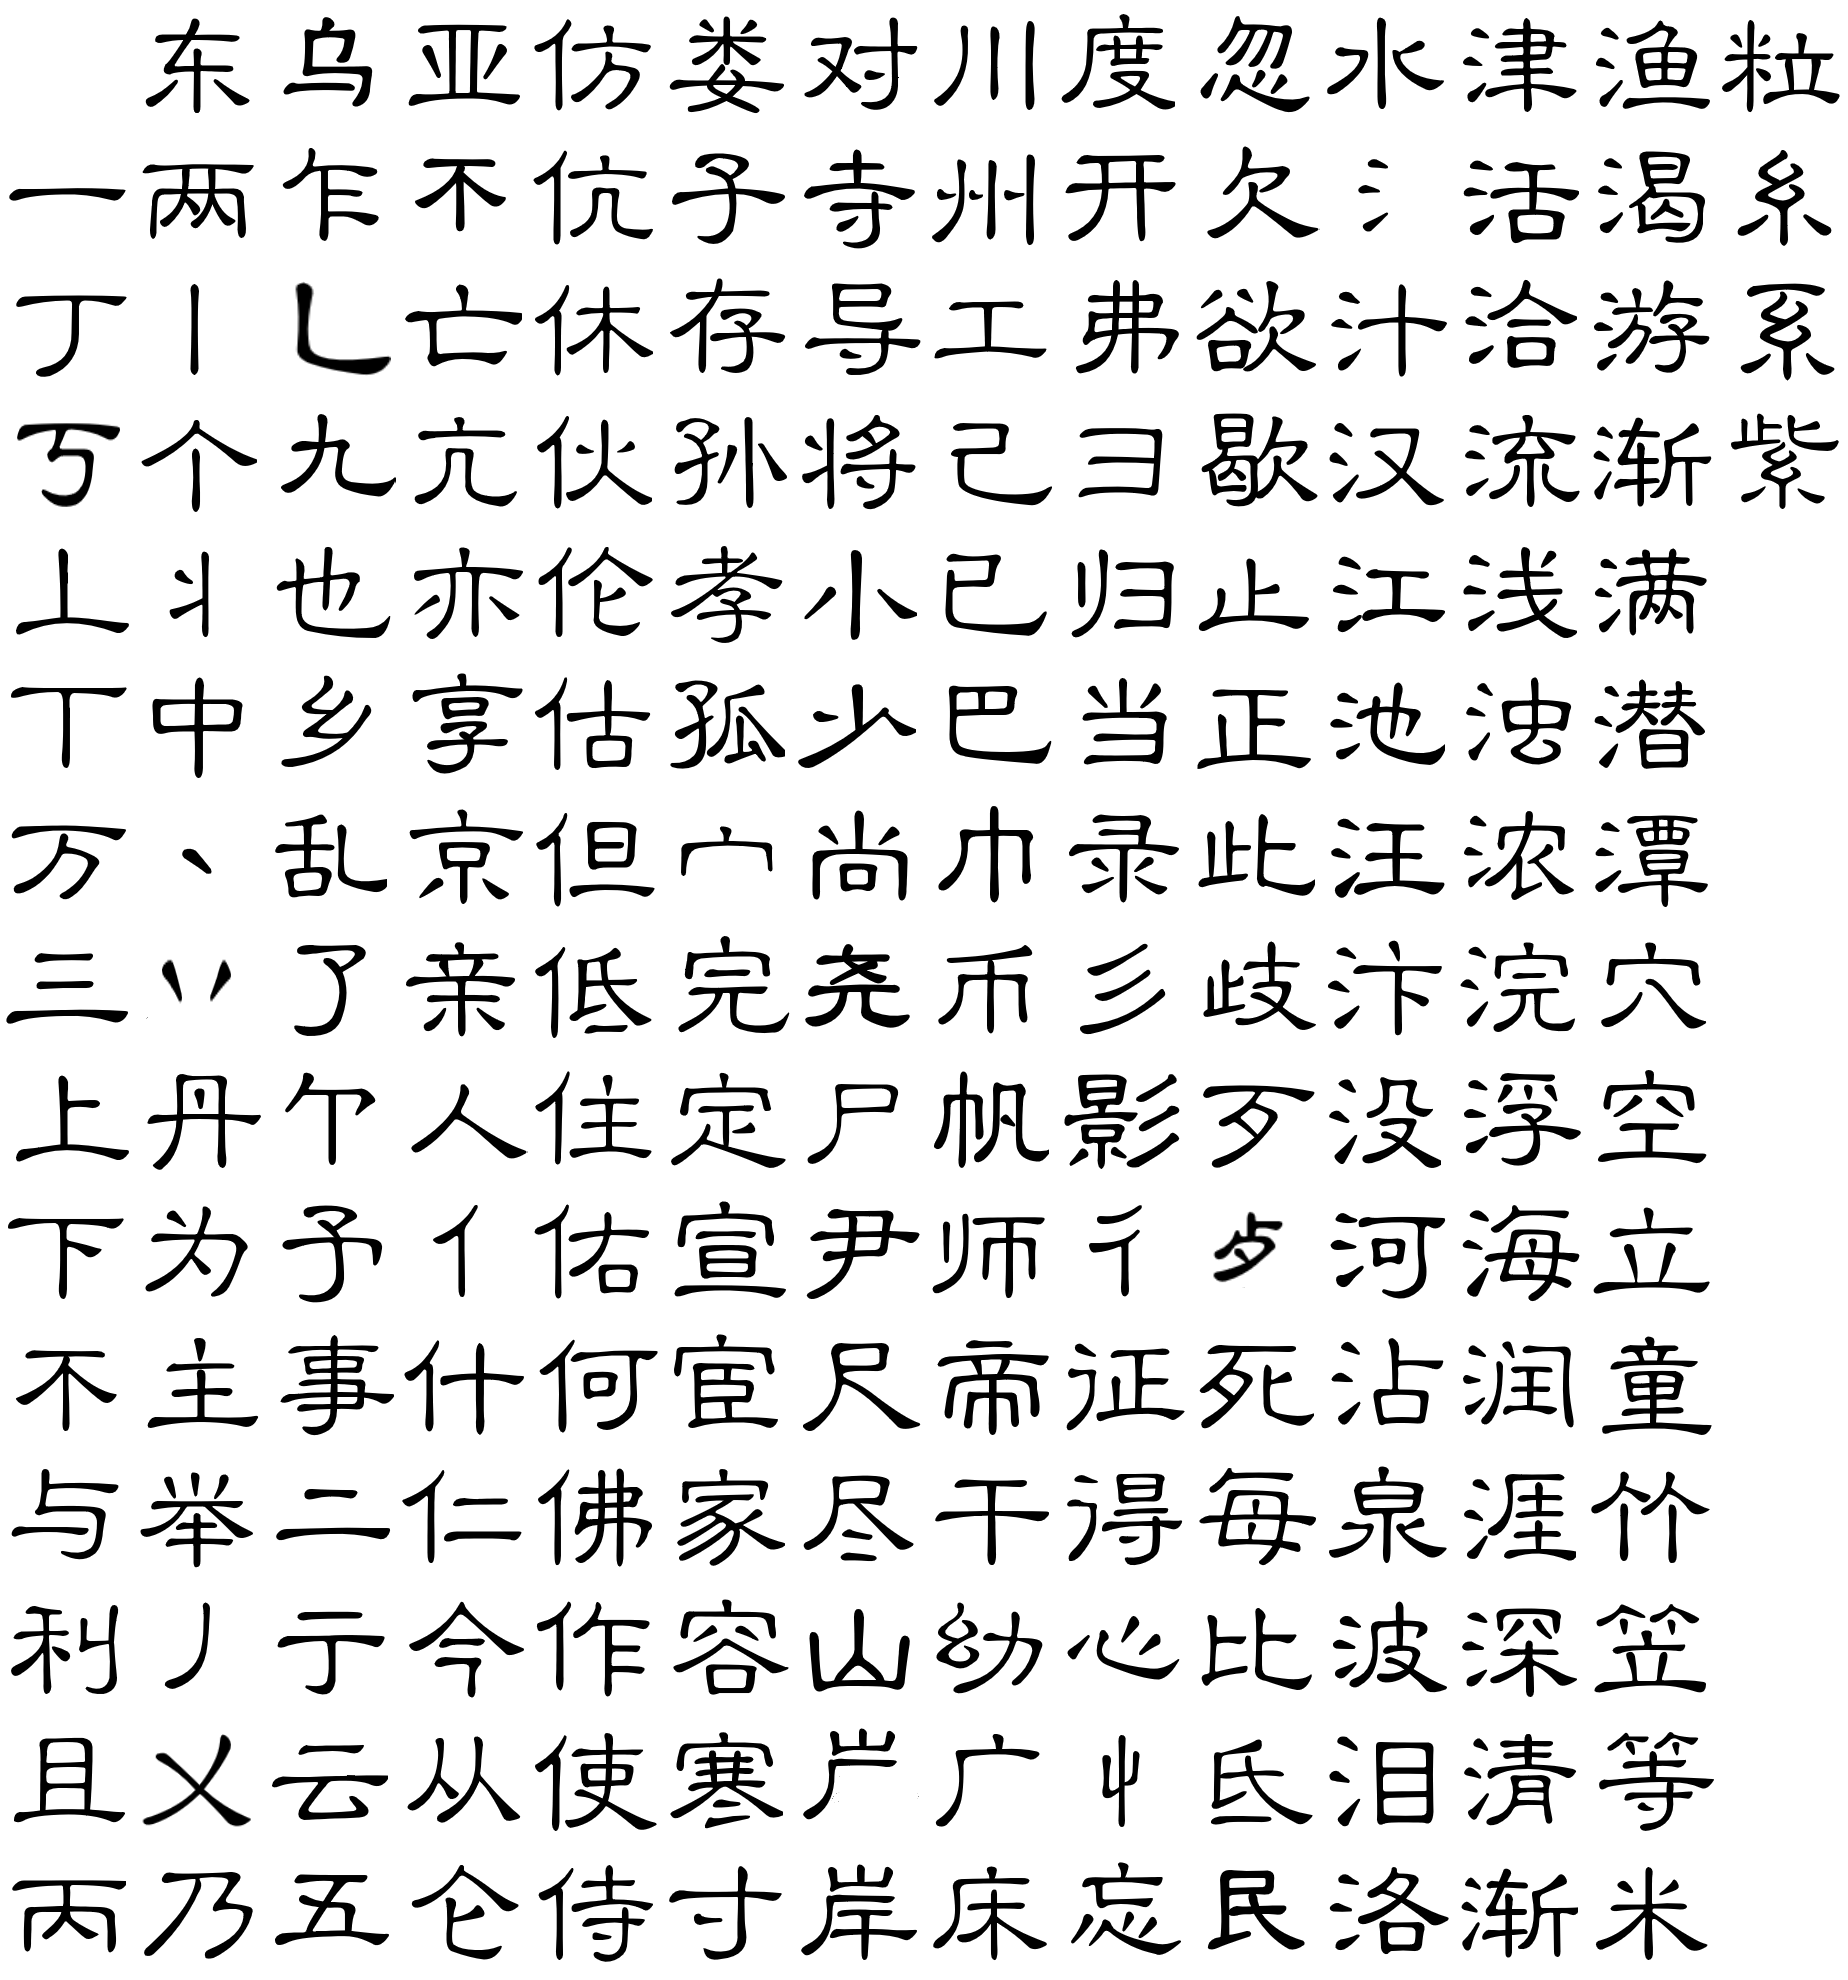 东 乌 亚 仿 娄 对 川 度 忽 水 津 渔 粒
一 两 乍 不 伉 子 寺 州 开 欠 氵 活 渴 糸
丁 丨 乚 亡 休 存 导 工 弗 欲 汁 洽 游 系
丂 个 九 亢 伙 孙 将 己 彐 歇 汉 流 渐 紫
丄 丬 也 亦 伦 孝 小 已 归 止 江 浅 满
丅 中 乡 享 估 孤 少 巴 当 正 池 浊 潜
万 丶 乱 京 但 宀 尚 巾 录 此 汪 浓 潭
三 丷 了 亲 低 完 尧 币 彡 歧 汴 浣 穴
上 丹 亇 人 住 定 尸 帆 影 歹 没 浮 空
下 为 予 亻 佑 宣 尹 师 彳 歺 河 海 立
不 主 事 什 何 宦 尺 帝 征 死 沾 润 童
与 举 二 仁 佛 家 尽 干 得 每 泉 涯 竹
利 丿 亍 今 作 容 山 幼 心 比 波 深 笠
且 乂 云 从 使 寒 屵 广 忄 氐 泪 清 等
丙 乃 五 仑 侍 寸 岸 床 忘 民 洛 渐 米